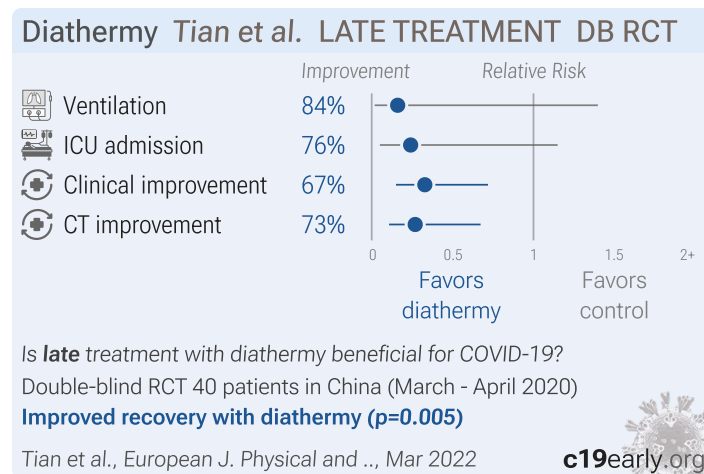 Diathermy Tian et al. LATE TREATMENT DB RCT
Improvement Relative Risk
Ventilation 84%
ICU admission 76%
Clinical improvement 67%
CT improvement 73%
0 0.5 1 1.5 2+
Favors diathermy
Favors control
Is late treatment with diathermy beneficial for COVID-19?
Double-blind RCT 40 patients in China (March - April 2020)
Improved recovery with diathermy (p=0.005)
Tian et al., European J. Physical and .., Mar 2022 c19early.org